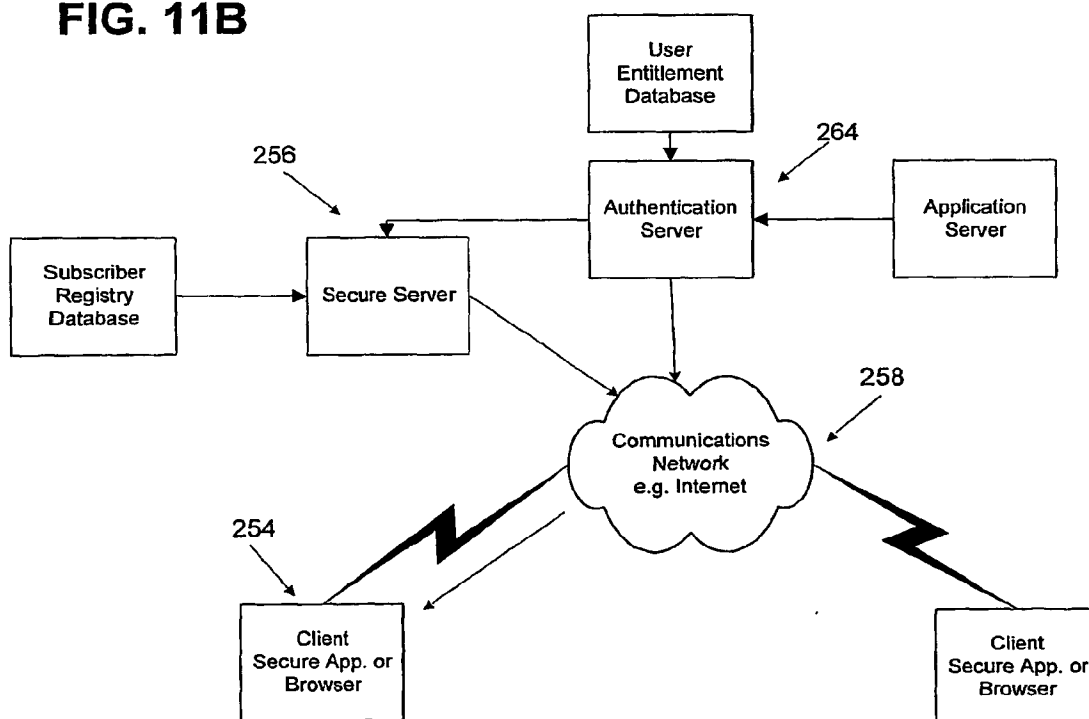 FIG. 11B
User
Entitlement
Database
256
264
Authentication
Server
Application
Server
Subscriber
Registry
Database
Secure Server
258
Communications
Network
e.g. Internet
254
Client
Secure App. or
Browser
Client
Secure App. or
Browser